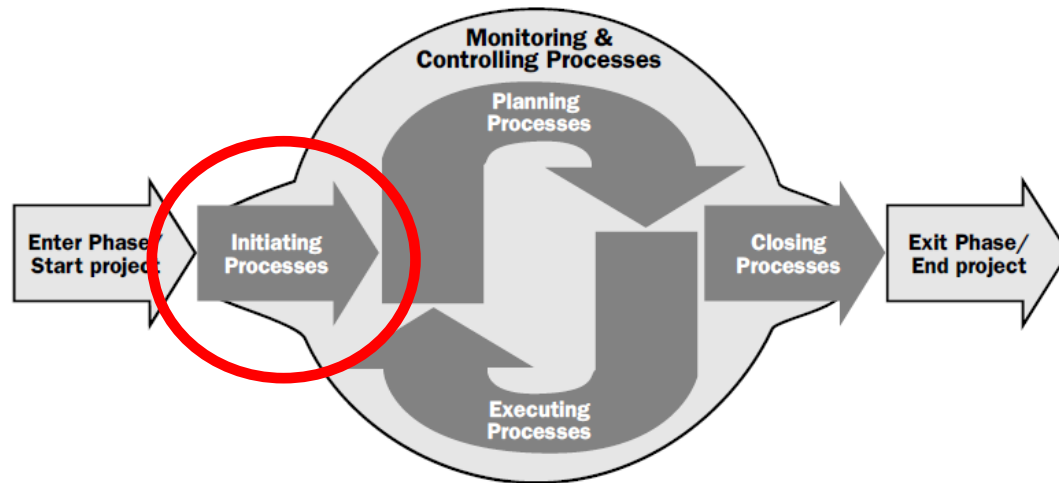 Monitoring &
Controlling Processes
Planning
Processes
Enter Phase/
Start project
Initiating
Processes
Closing
Processes
Exit Phase/
End project
Executing
Processes